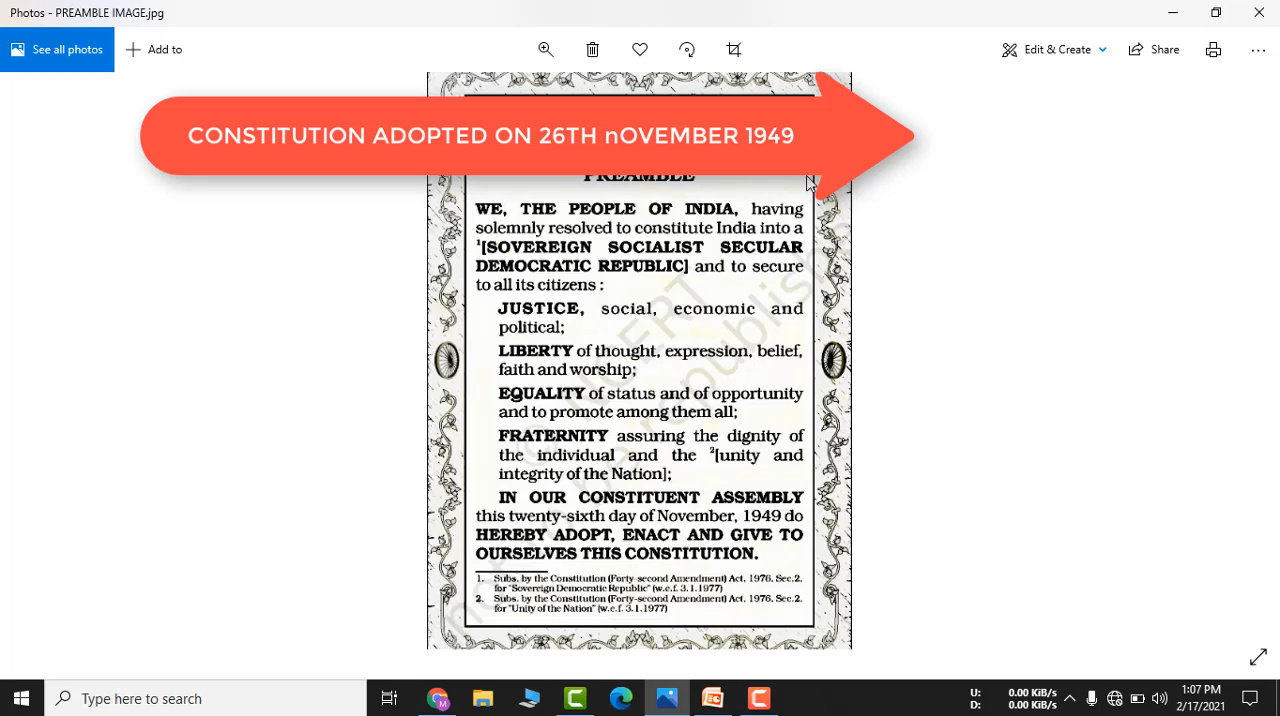 Photos - PREAMBLE IMAGE.jpg
See all photos
Add to
Edit & Create
Share
CONSTITUTION ADOPTED ON 26TH nOVEMBER 1949
PREAMBLE
WE, THE PEOPLE OF INDIA, having
solemnly resolved to constitute India into a
1[SOVEREIGN SOCIALIST SECULAR
DEMOCRATIC REPUBLIC] and to secure
to all its citizens :
JUSTICE, social, economic and
political;
LIBERTY of thought, expression, belief,
faith and worship;
EQUALITY of status and of opportunity
and to promote among them all;
FRATERNITY assuring the dignity of
the individual and the 2[unity and
integrity of the Nation];
IN OUR CONSTITUENT ASSEMBLY
this twenty-sixth day of November, 1949 do
HEREBY ADOPT, ENACT AND GIVE TO
OURSELVES THIS CONSTITUTION.
1. Subs. by the Constitution (Forty-second Amendment) Act, 1976, Sec.2,
for "Sovereign Democratic Republic" (w.e.f. 3.1.1977)
2. Subs. by the Constitution (Forty-second Amendment) Act, 1976, Sec.2,
for "Unity of the Nation" (w.e.f. 3.1.1977)
© NCERT
be republished
Type here to search
U: 0.00 KiB/s
D: 0.00 KiB/s
1:07 PM
2/17/2021